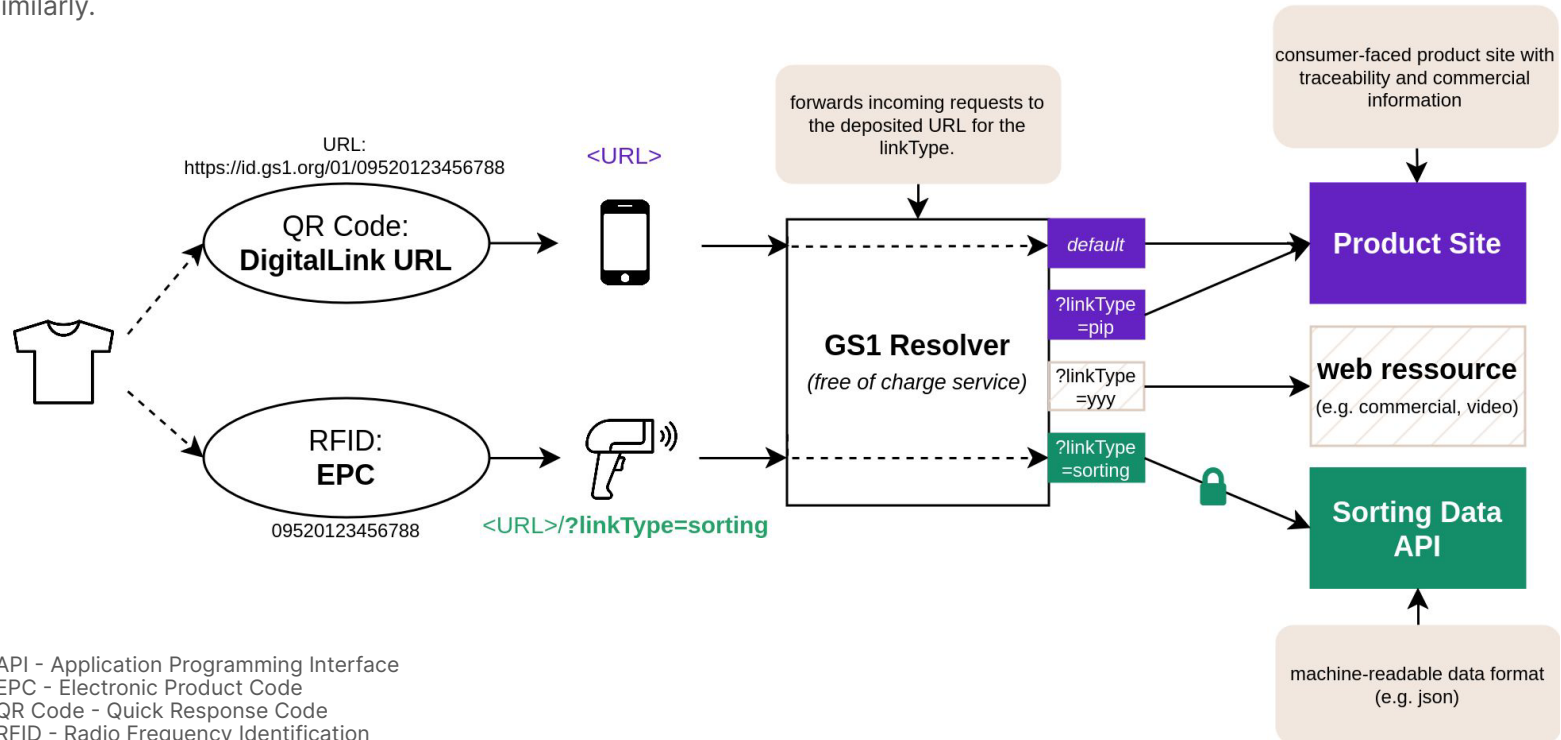 similarly.
consumer-faced product site with
traceability and commercial
information
forwards incoming requests to
the deposited URL for the
linkType.
URL:
https://id.gs1.org/01/09520123456788
<URL>
QR Code:
DigitalLink URL
default
Product Site
?linkType
=pip
GS1 Resolver
(free of charge service)
?linkType
=yyy
web ressource
(e.g. commercial, video)
RFID:
EPC
09520123456788
<URL>/?linkType=sorting
?linkType
=sorting
Sorting Data
API
machine-readable data format
(e.g. json)
API - Application Programming Interface
EPC - Electronic Product Code
QR Code - Quick Response Code
RFID - Radio Frequency Identification